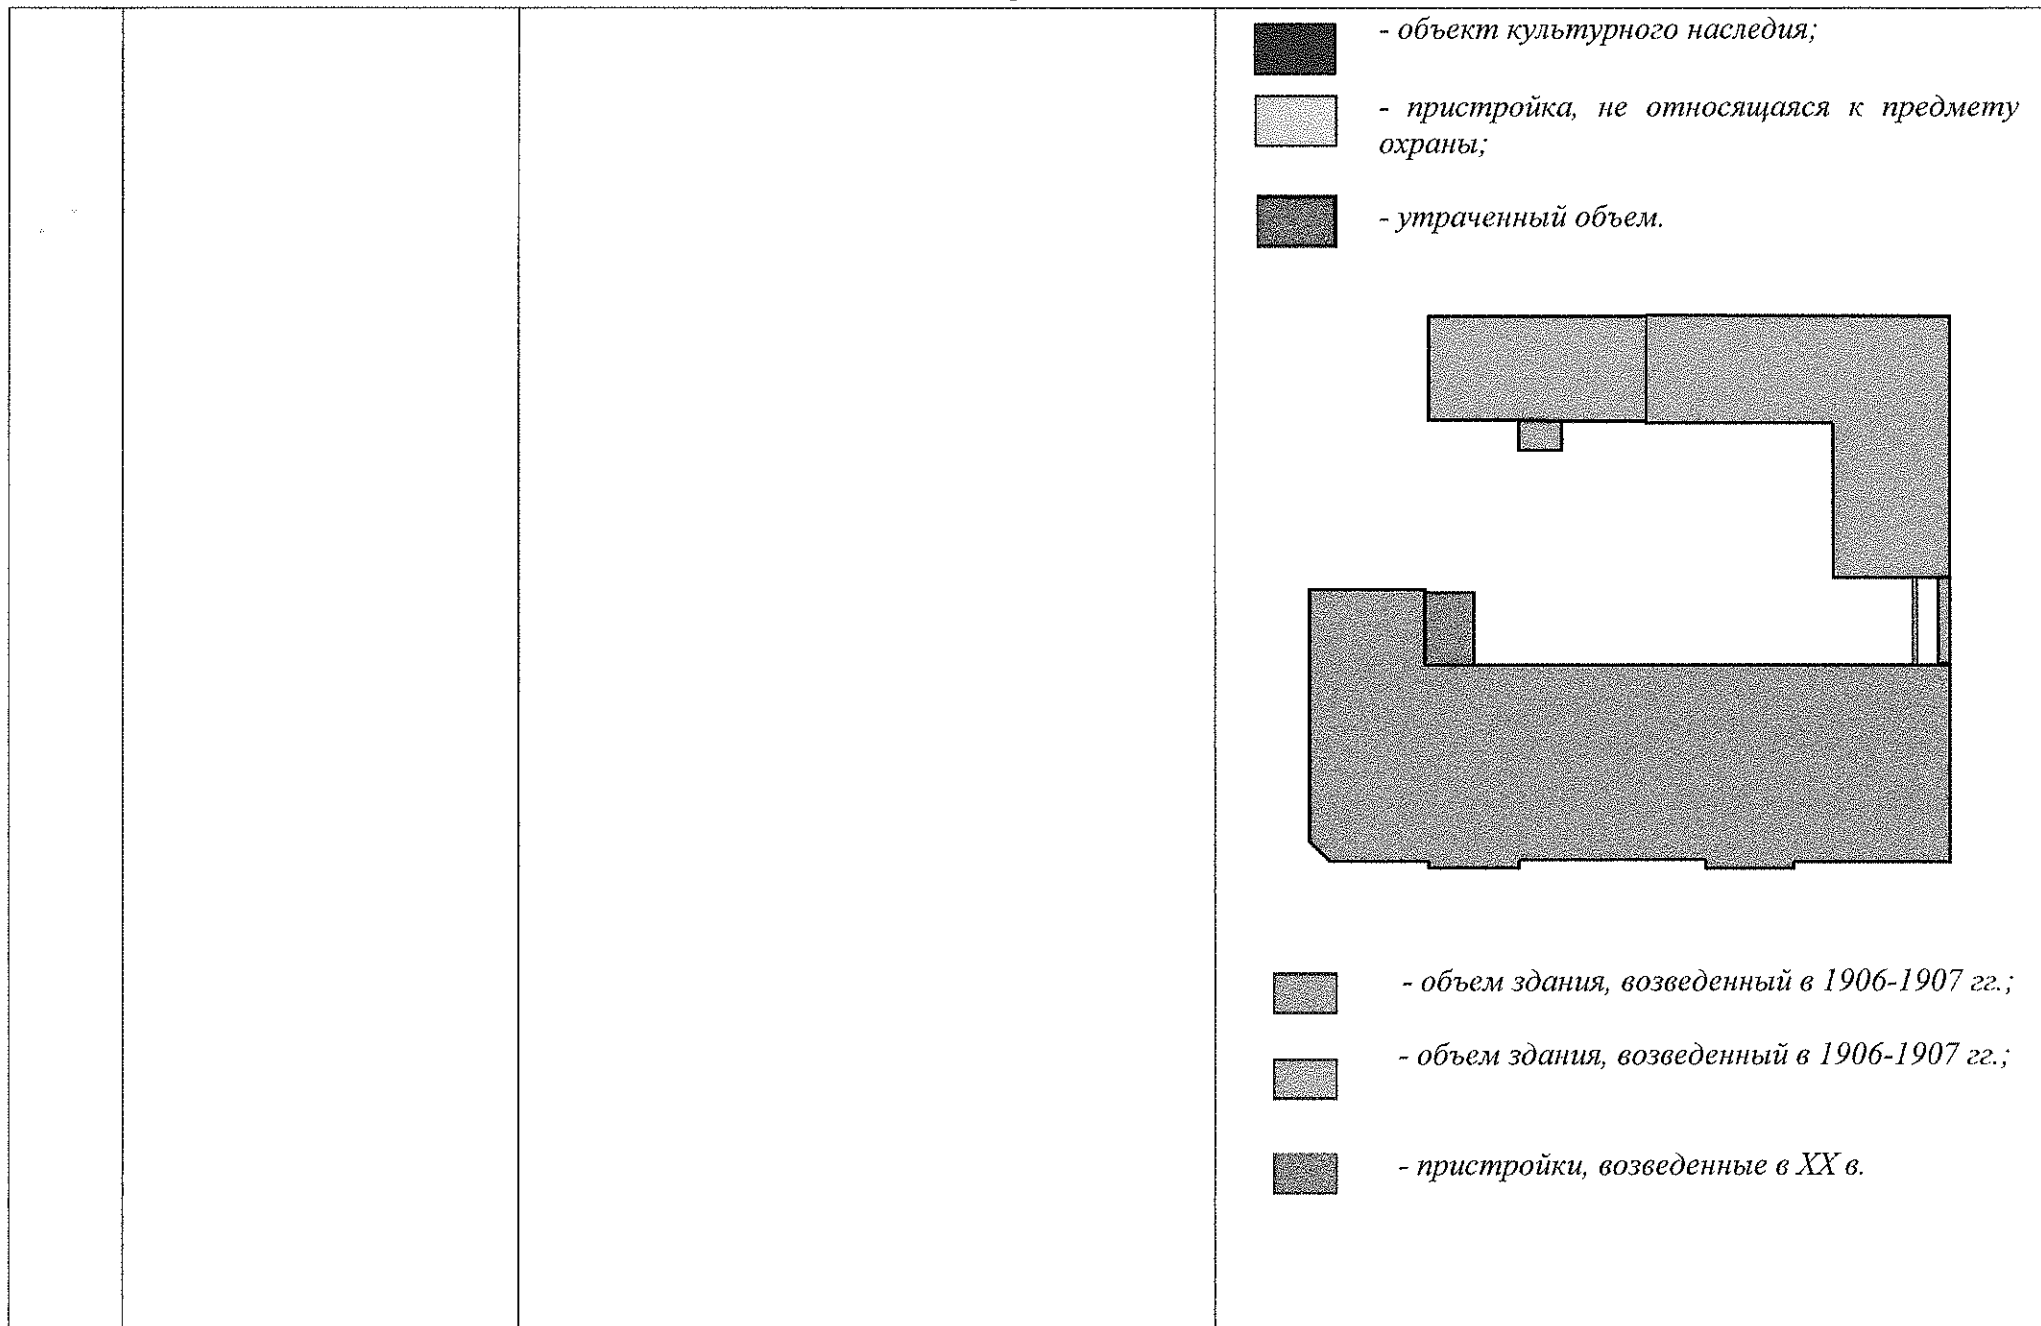 - объект культурного наследия;
- пристройка, не относящаяся к предмету
охраны;
- утраченный объем.
- объем здания, возведенный в 1906-1907 гг.;
- объем здания, возведенный в 1906-1907 гг.;
- пристройки, возведенные в XX в.